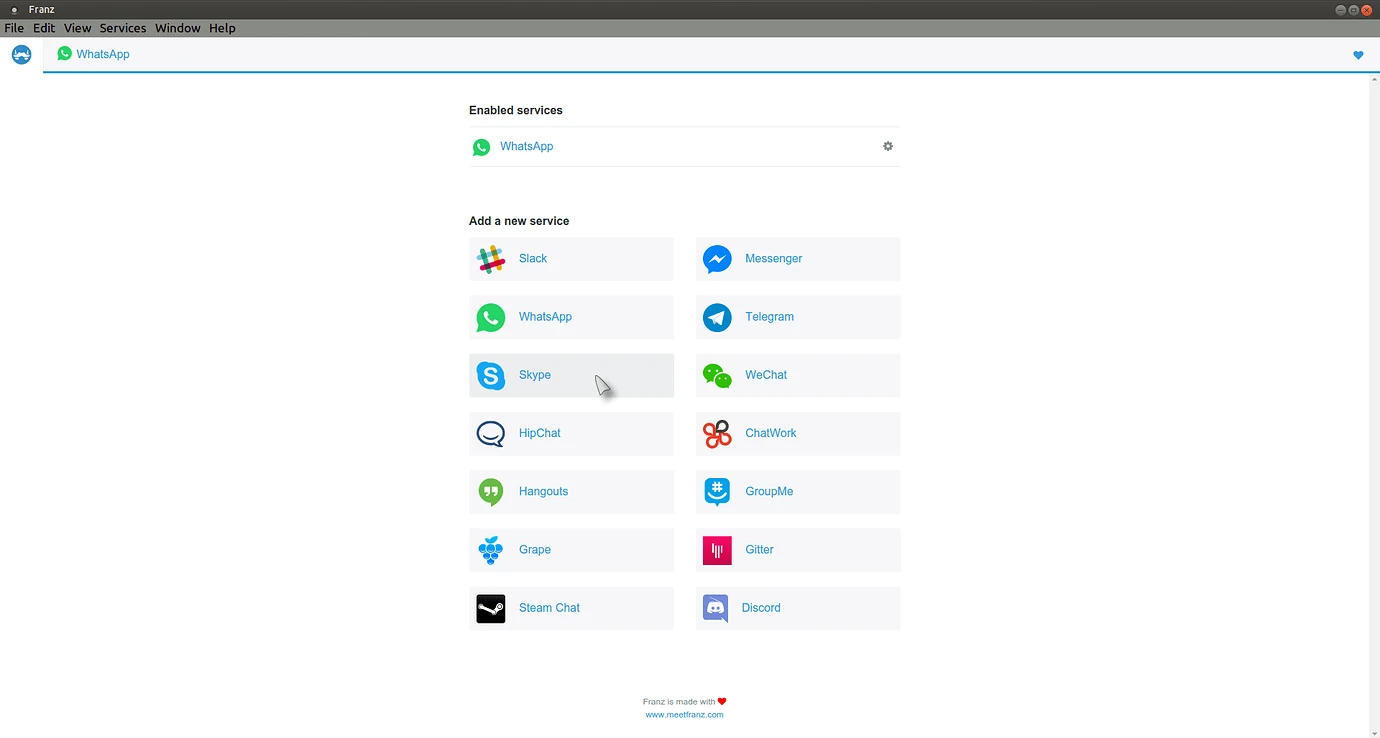 Franz
File Edit View Services Window Help
WhatsApp
Enabled services
WhatsApp
Add a new service
Slack
Messenger
WhatsApp
Telegram
Skype
WeChat
HipChat
ChatWork
Hangouts
GroupMe
Grape
Gitter
Steam Chat
Discord
Franz is made with
www.meetfranz.com